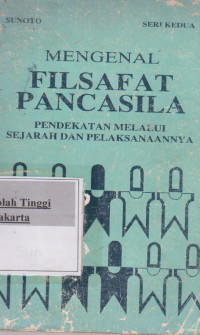 SUNOTO SERI KEDUA
MENGENAL
FILSAFAT
PANCASILA
PENDEKATAN MELALUI
SEJARAH DAN PELAKSANAANNYA
olah Tinggi
akarta